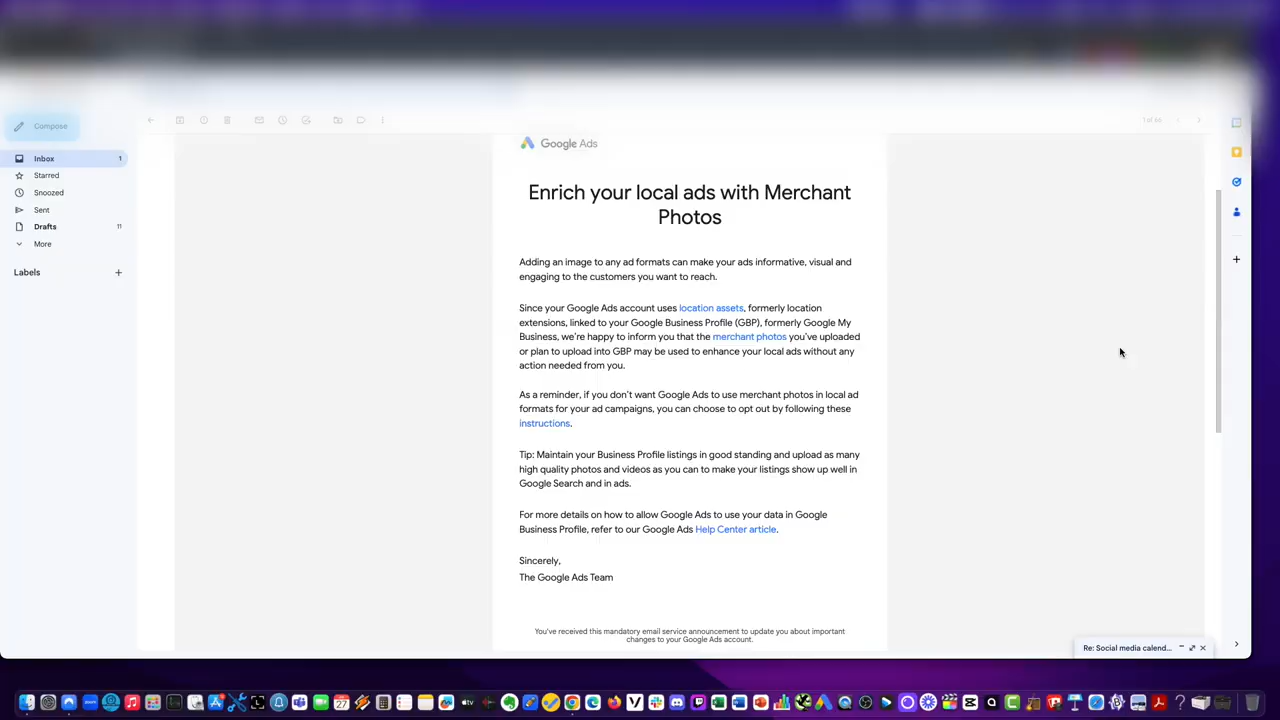 Compose
1 of 36
Inbox 1
Starred
Snoozed
Sent
Drafts 11
More
Labels
Google Ads
Enrich your local ads with Merchant
Photos
Adding an image to any ad formats can make your ads informative, visual and
engaging to the customers you want to reach.
Since your Google Ads account uses location assets, formerly location
extensions, linked to your Google Business Profile (GBP), formerly Google My
Business, we're happy to inform you that the merchant photos you've uploaded
or plan to upload into GBP may be used to enhance your local ads without any
action needed from you.
As a reminder, if you don't want Google Ads to use merchant photos in local ad
formats for your ad campaigns, you can choose to opt out by following these
instructions.
Tip: Maintain your Business Profile listings in good standing and upload as many
high quality photos and videos as you can to make your listings show up well in
Google Search and in ads.
For more details on how to allow Google Ads to use your data in Google
Business Profile, refer to our Google Ads Help Center article.
Sincerely,
The Google Ads Team
You've received this mandatory email service announcement to update you about important
changes to your Google Ads account.
Re: Social media calend...